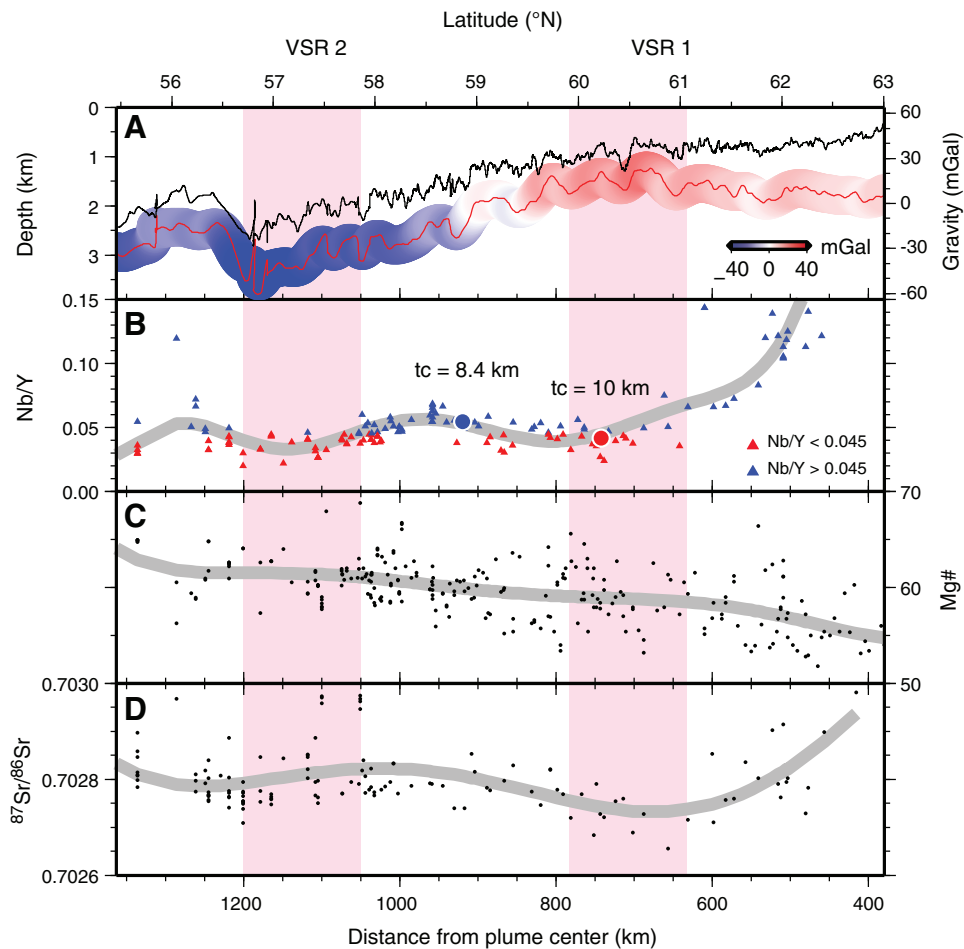 Latitude (°N)
VSR 2 VSR 1
56 57 58 59 60 61 62 63
A
0
1
2
3
Depth (km)
60
30
0
−30
−60
Gravity (mGal)
mGal
−40 0 40
B
0.15
0.10
0.05
0.00
Nb/Y
tc = 8.4 km
tc = 10 km
Nb/Y < 0.045
Nb/Y > 0.045
C
70
60
50
Mg#
D
0.7030
0.7028
0.7026
87Sr/86Sr
1200 1000 800 600 400
Distance from plume center (km)